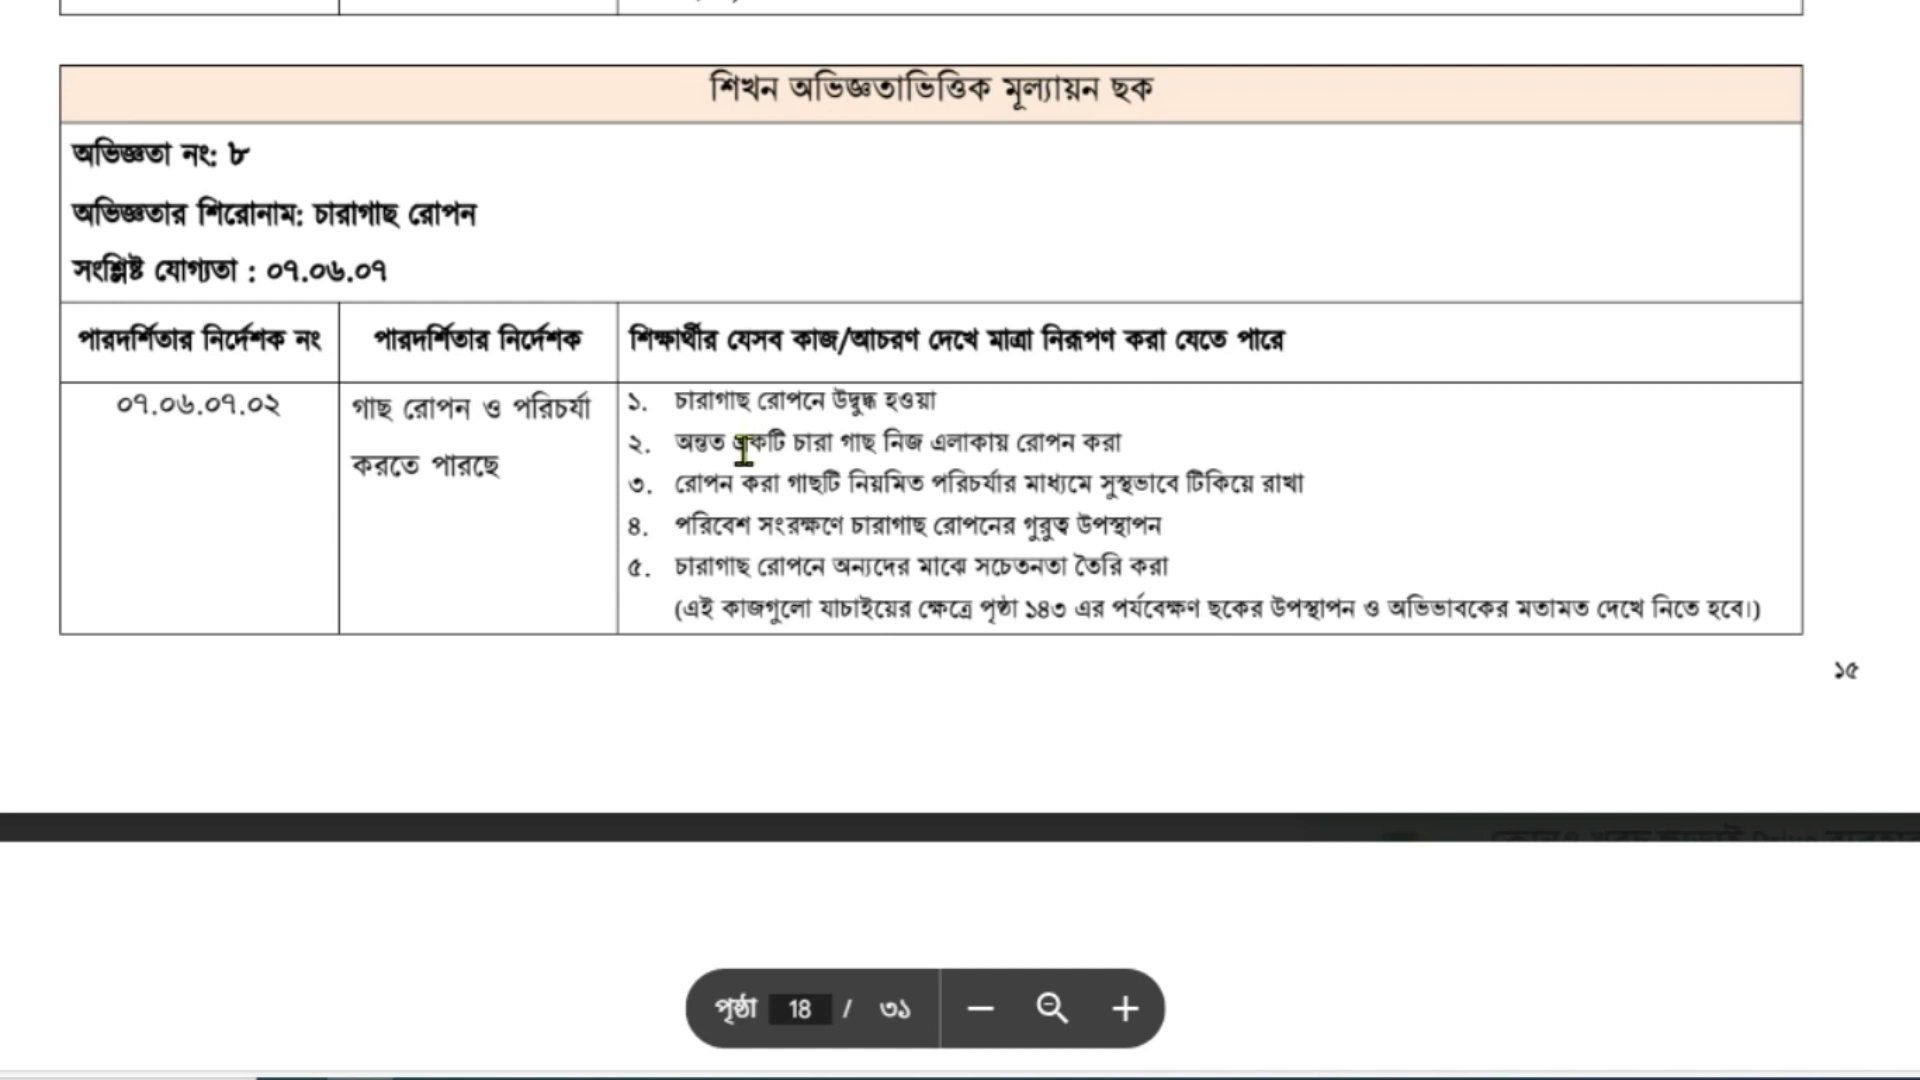 শিখন অভিজ্ঞতাভিত্তিক মূল্যায়ন ছক
অভিজ্ঞতা নং: ৮
অভিজ্ঞতার শিরোনাম: চারাগাছ রোপন
সংশ্লিষ্ট যোগ্যতা : ০৭.০৬.০৭
পারদর্শিতার নির্দেশক নং পারদর্শিতার নির্দেশক শিক্ষার্থীর যেসব কাজ/আচরণ দেখে মাত্রা নিরূপণ করা যেতে পারে
০৭.০৬.০৭.০২
গাছ রোপন ও পরিচর্যা
করতে পারছে
১. চারাগাছ রোপনে উদ্বুদ্ধ হওয়া
২. অন্তত একটি চারা গাছ নিজ এলাকায় রোপন করা
৩. রোপন করা গাছটি নিয়মিত পরিচর্যার মাধ্যমে সুস্থভাবে টিকিয়ে রাখা
৪. পরিবেশ সংরক্ষণে চারাগাছ রোপনের গুরুত্ব উপস্থাপন
৫. চারাগাছ রোপনে অন্যদের মাঝে সচেতনতা তৈরি করা
(এই কাজগুলো যাচাইয়ের ক্ষেত্রে পৃষ্ঠা ১৪৩ এর পর্যবেক্ষণ ছকের উপস্থাপন ও অভিভাবকের মতামত দেখে নিতে হবে।)
১৫
পৃষ্ঠা 18 / ৩১